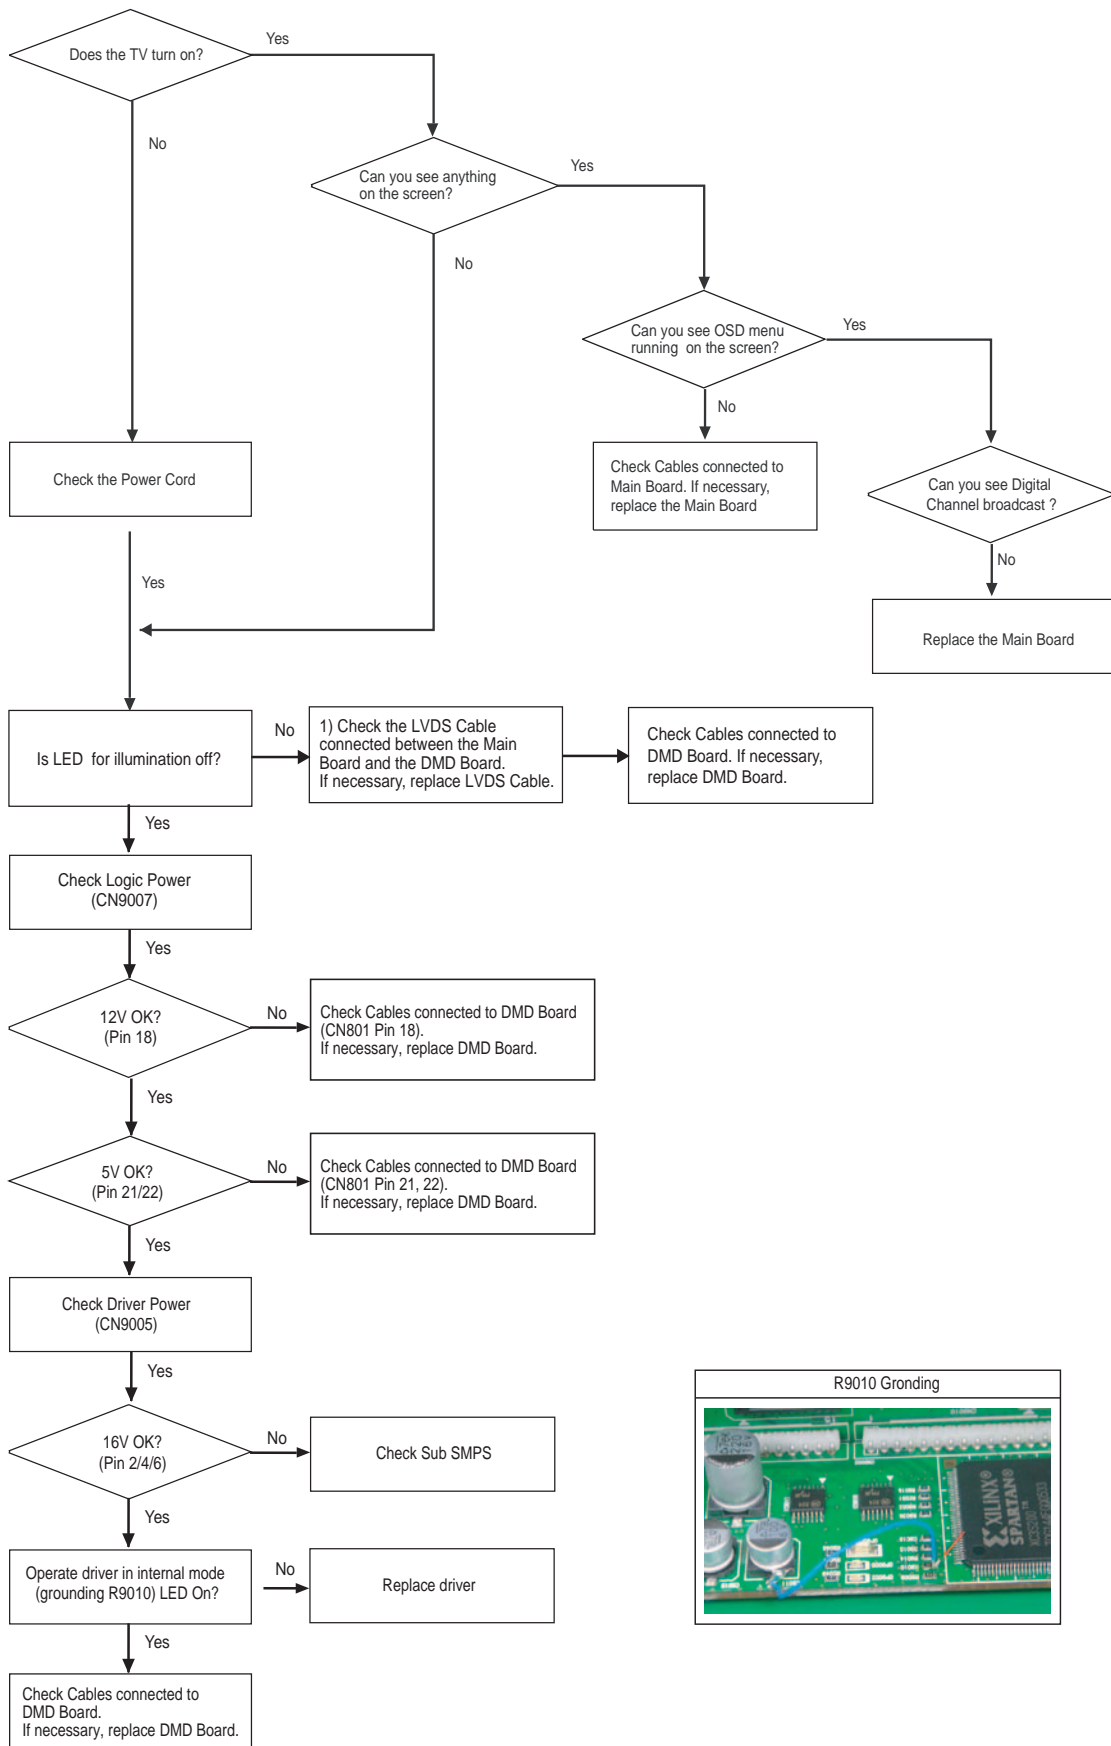 Does the TV turn on?
Yes
No
Can you see anything
on the screen?
Yes
No
Can you see OSD menu
running on the screen?
Yes
No
Check the Power Cord
Check Cables connected to
Main Board. If necessary,
replace the Main Board
Can you see Digital
Channel broadcast ?
No
Yes
Replace the Main Board
Is LED for illumination off?
No
1) Check the LVDS Cable
connected between the Main
Board and the DMD Board.
If necessary, replace LVDS Cable.
Check Cables connected to
DMD Board. If necessary,
replace DMD Board.
Yes
Check Logic Power
(CN9007)
Yes
12V OK?
(Pin 18)
No
Check Cables connected to DMD Board
(CN801 Pin 18).
If necessary, replace DMD Board.
Yes
5V OK?
(Pin 21/22)
No
Check Cables connected to DMD Board
(CN801 Pin 21, 22).
If necessary, replace DMD Board.
Yes
Check Driver Power
(CN9005)
Yes
16V OK?
(Pin 2/4/6)
No
Check Sub SMPS
Yes
Operate driver in internal mode
(grounding R9010) LED On?
No
Replace driver
Yes
Check Cables connected to
DMD Board.
If necessary, replace DMD Board.
R9010 Gronding
XILINX®
SPARTAN®